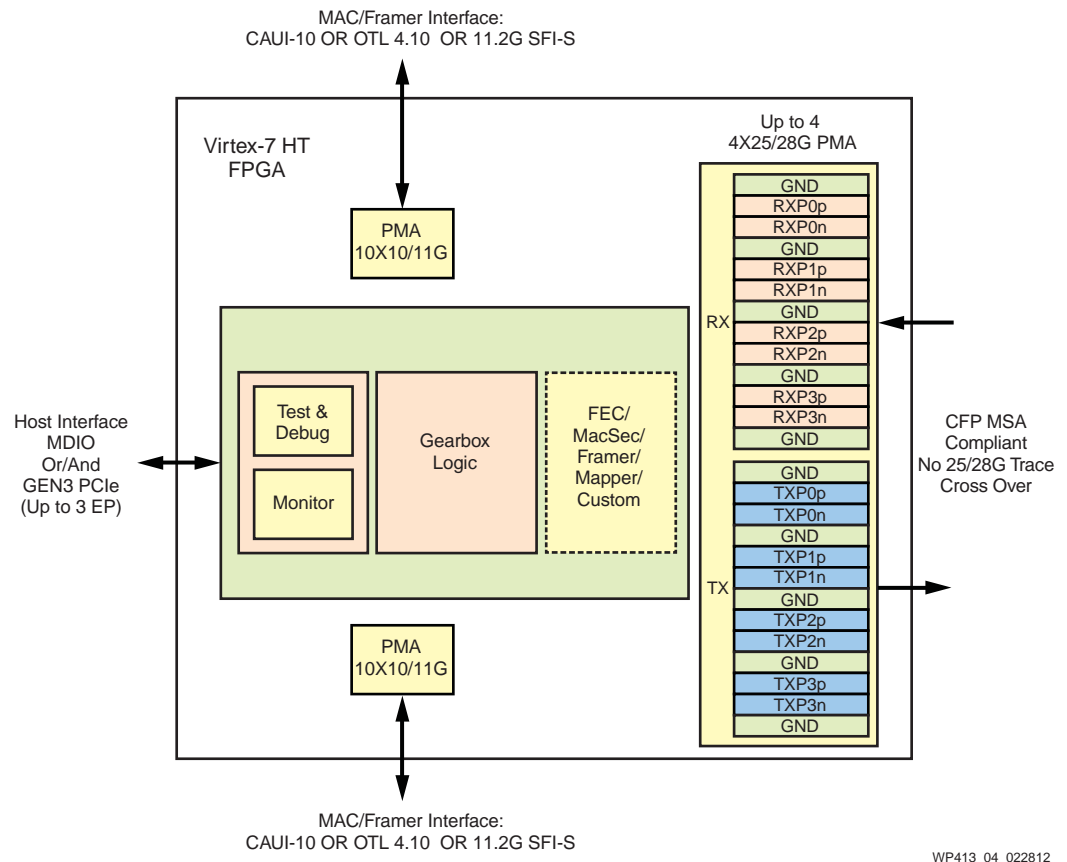 MAC/Framer Interface:
CAUI-10 OR OTL 4.10 OR 11.2G SFI-S
Virtex-7 HT
FPGA
Up to 4
4X25/28G PMA
PMA
10X10/11G
Host Interface
MDIO
Or/And
GEN3 PCIe
(Up to 3 EP)
Test &
Debug
Monitor
Gearbox
Logic
FEC/
MacSec/
Framer/
Mapper/
Custom
RX
GND
RXP0p
RXP0n
GND
RXP1p
RXP1n
GND
RXP2p
RXP2n
GND
RXP3p
RXP3n
GND
TX
GND
TXP0p
TXP0n
GND
TXP1p
TXP1n
GND
TXP2p
TXP2n
GND
TXP3p
TXP3n
GND
CFP MSA
Compliant
No 25/28G Trace
Cross Over
PMA
10X10/11G
MAC/Framer Interface:
CAUI-10 OR OTL 4.10 OR 11.2G SFI-S
WP413_04_022812